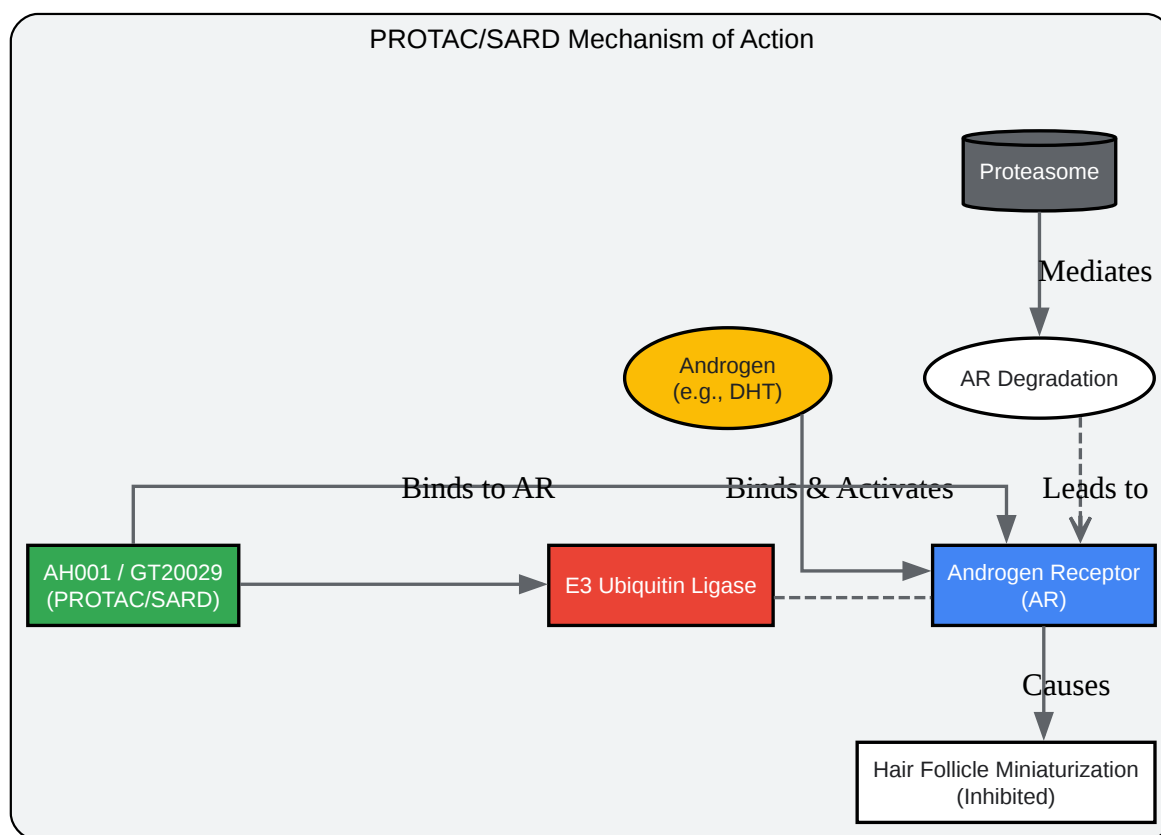 PROTAC/SARD Mechanism of Action
Proteasome
Mediates
Androgen
(e.g., DHT)
AR Degradation
Binds to AR
Binds & Activates
Leads to
AH001 / GT20029
(PROTAC/SARD)
E3 Ubiquitin Ligase
Androgen Receptor
(AR)
Causes
Hair Follicle Miniaturization
(Inhibited)